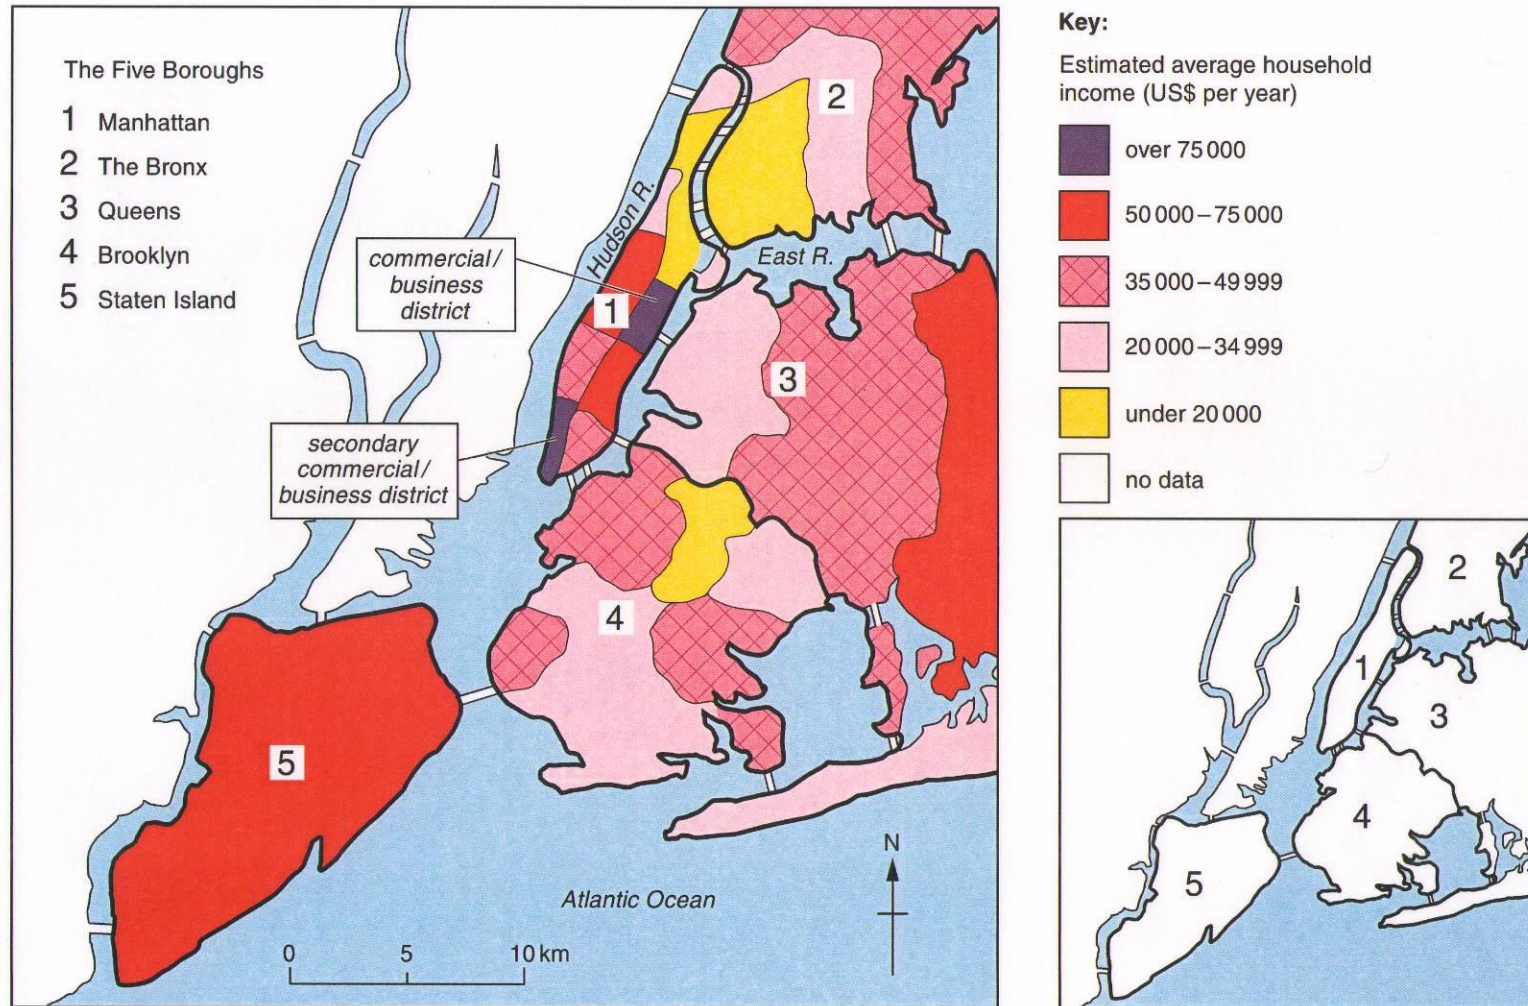 The Five Boroughs
1 Manhattan
2 The Bronx
3 Queens
4 Brooklyn
5 Staten Island
commercial/
business
district
secondary
commercial/
business district
Hudson R.
East R.
1
2
3
4
5
Atlantic Ocean
N
0 5 10 km
Key:
Estimated average household
income (US$ per year)
over 75 000
50 000 – 75 000
35 000 – 49 999
20 000 – 34 999
under 20 000
no data
2
1
3
4
5